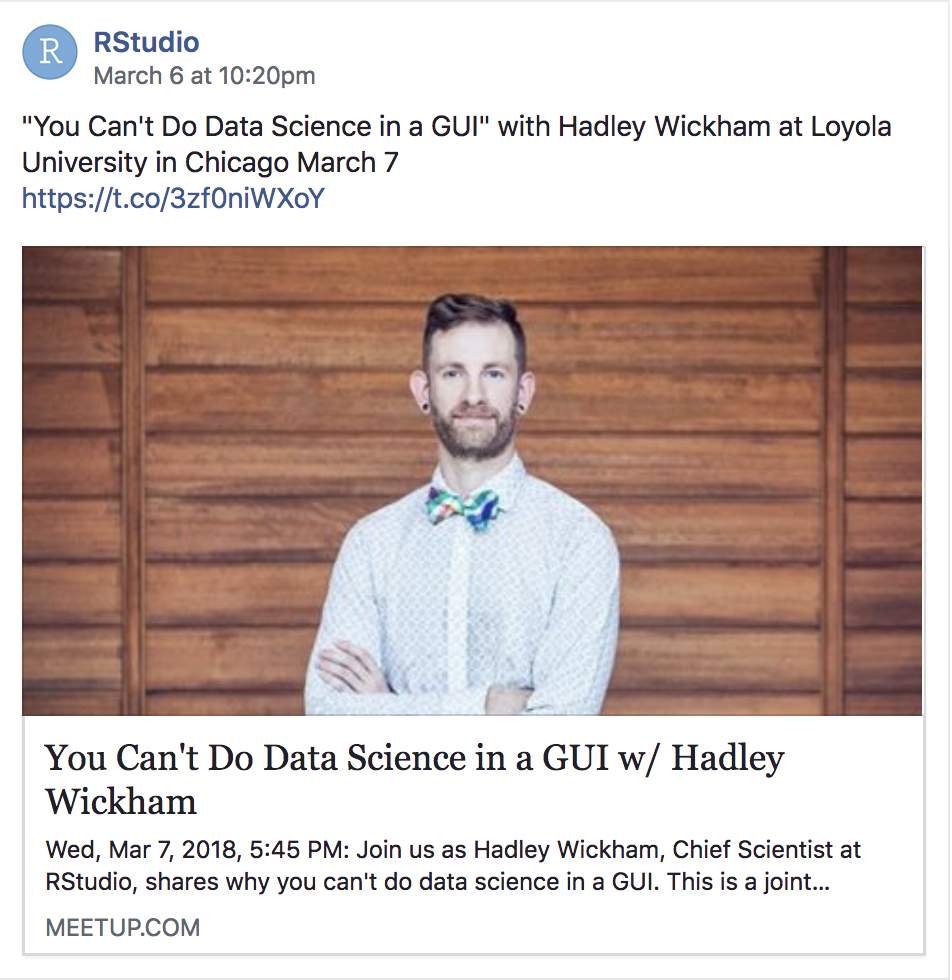 R
RStudio
March 6 at 10:20pm
"You Can't Do Data Science in a GUI" with Hadley Wickham at Loyola
University in Chicago March 7
https://t.co/3zf0niWXoY
You Can't Do Data Science in a GUI w/ Hadley
Wickham
Wed, Mar 7, 2018, 5:45 PM: Join us as Hadley Wickham, Chief Scientist at
RStudio, shares why you can't do data science in a GUI. This is a joint...
MEETUP.COM